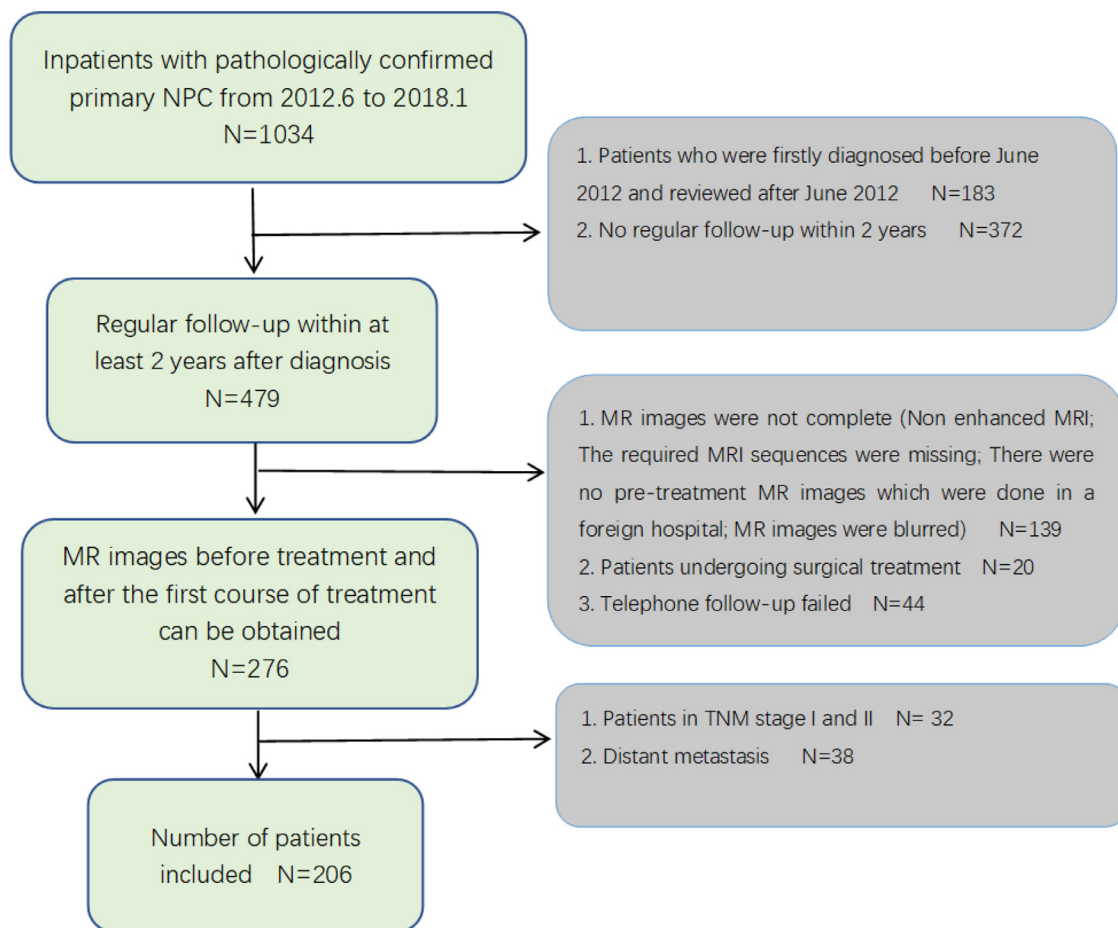 Inpatients with pathologically confirmed
primary NPC from 2012.6 to 2018.1
N=1034
1. Patients who were firstly diagnosed before June
2012 and reviewed after June 2012 N=183
2. No regular follow-up within 2 years N=372
Regular follow-up within at
least 2 years after diagnosis
N=479
1. MR images were not complete (Non enhanced MRI;
The required MRI sequences were missing; There were
no pre-treatment MR images which were done in a
foreign hospital; MR images were blurred) N=139
2. Patients undergoing surgical treatment N=20
3. Telephone follow-up failed N=44
MR images before treatment and
after the first course of treatment
can be obtained
N=276
1. Patients in TNM stage I and II N= 32
2. Distant metastasis N=38
Number of patients
included N=206